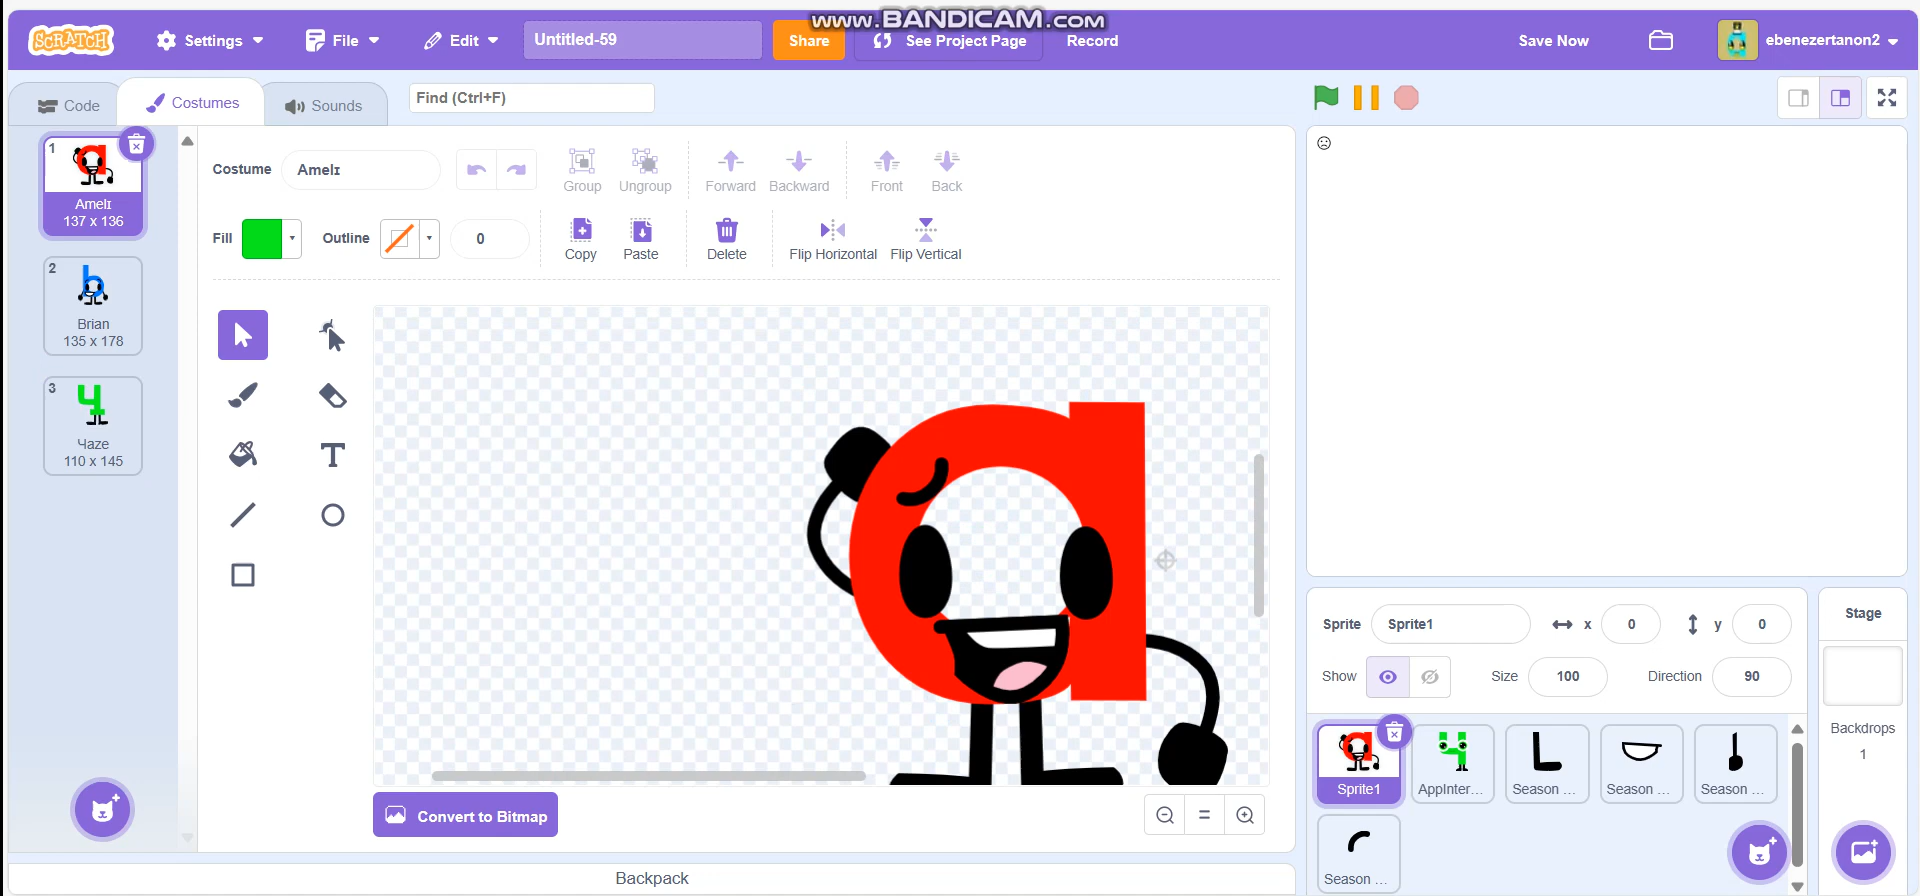 www.BANDICAM.com
SCRATCH
Settings
File
Edit
Untitled-59
Share
See Project Page
Record
Save Now
ebenezertanon2
Code
Costumes
Sounds
Find (Ctrl+F)
1
Amelɪ
137 x 136
2
Brian
135 x 178
3
Чaze
110 x 145
Costume
Amelɪ
Group
Ungroup
Forward
Backward
Front
Back
Fill
Outline
0
Copy
Paste
Delete
Flip Horizontal
Flip Vertical
Convert to Bitmap
Backpack
Sprite
Sprite1
x
0
y
0
Show
Size
100
Direction
90
Stage
Backdrops
1
Sprite1
AppInter...
Season ...
Season ...
Season ...
Season ...